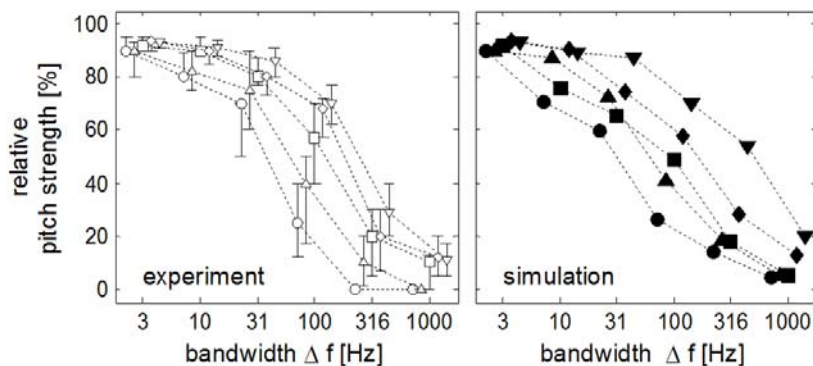 relative
pitch strength [%]
100
80
60
40
20
0
experiment
3 10 31 100 316 1000
bandwidth Δ f [Hz]
simulation
3 10 31 100 316 1000
bandwidth Δ f [Hz]